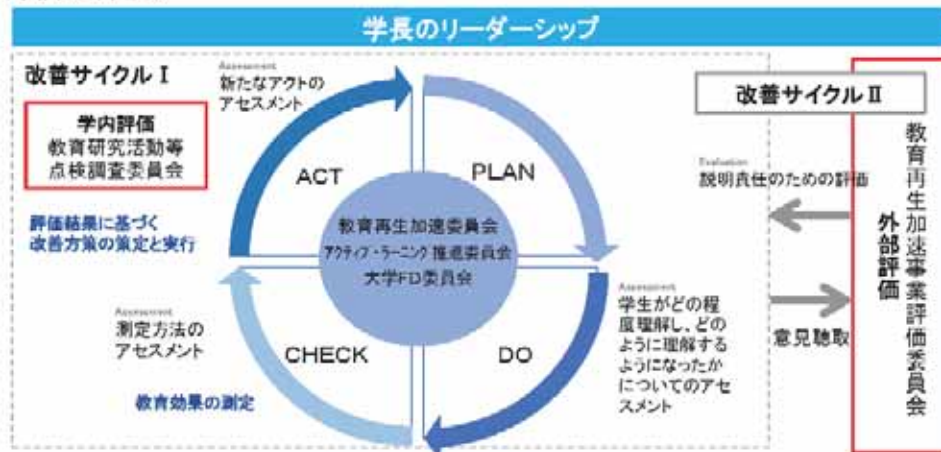 学長のリーダーシップ
改善サイクル Ⅰ
学内評価
教育研究活動等
点検調査委員会
評価結果に基づく
改善方策の策定と実行
Assessment
新たなアクトの
アセスメント
ACT
PLAN
教育再生加速委員会
アクティブ・ラーニング推進委員会
大学FD委員会
Assessment
測定方法の
アセスメント
CHECK
DO
教育効果の測定
Assessment
学生がどの程
度理解し、どの
ように理解する
ようになったか
についてのアセ
スメント
改善サイクル Ⅱ
Evaluation
説明責任のための評価
意見聴取
教育再生加速事業評価委員会
外部評価